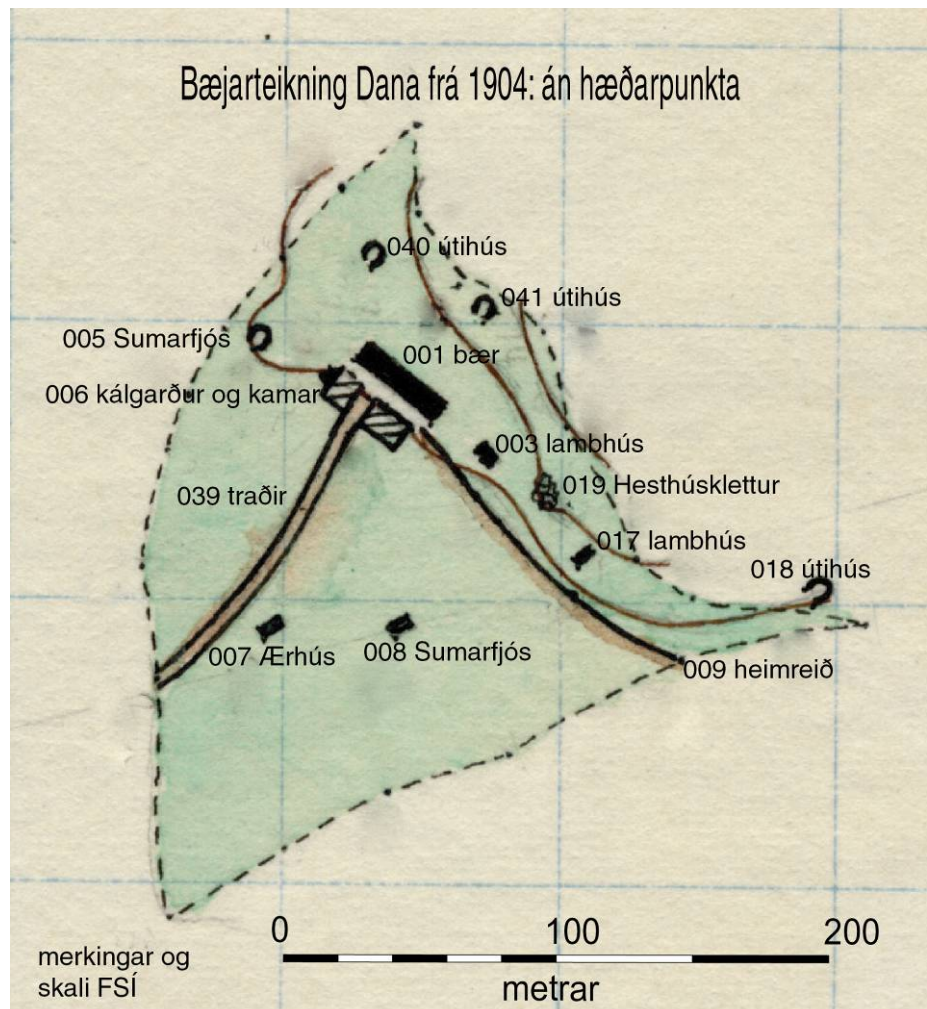 Bæjarteikning Dana frá 1904: án hæðarpunkta
040 útihús
041 útihús
005 Sumarfjós
001 bær
006 kálgarður og kamar
003 lambhús
019 Hesthúsklettur
039 traðir
017 lambhús
018 útihús
007 Ærhús
008 Sumarfjós
009 heimreið
0
100
200
merkingar og
skali FSÍ
metrar